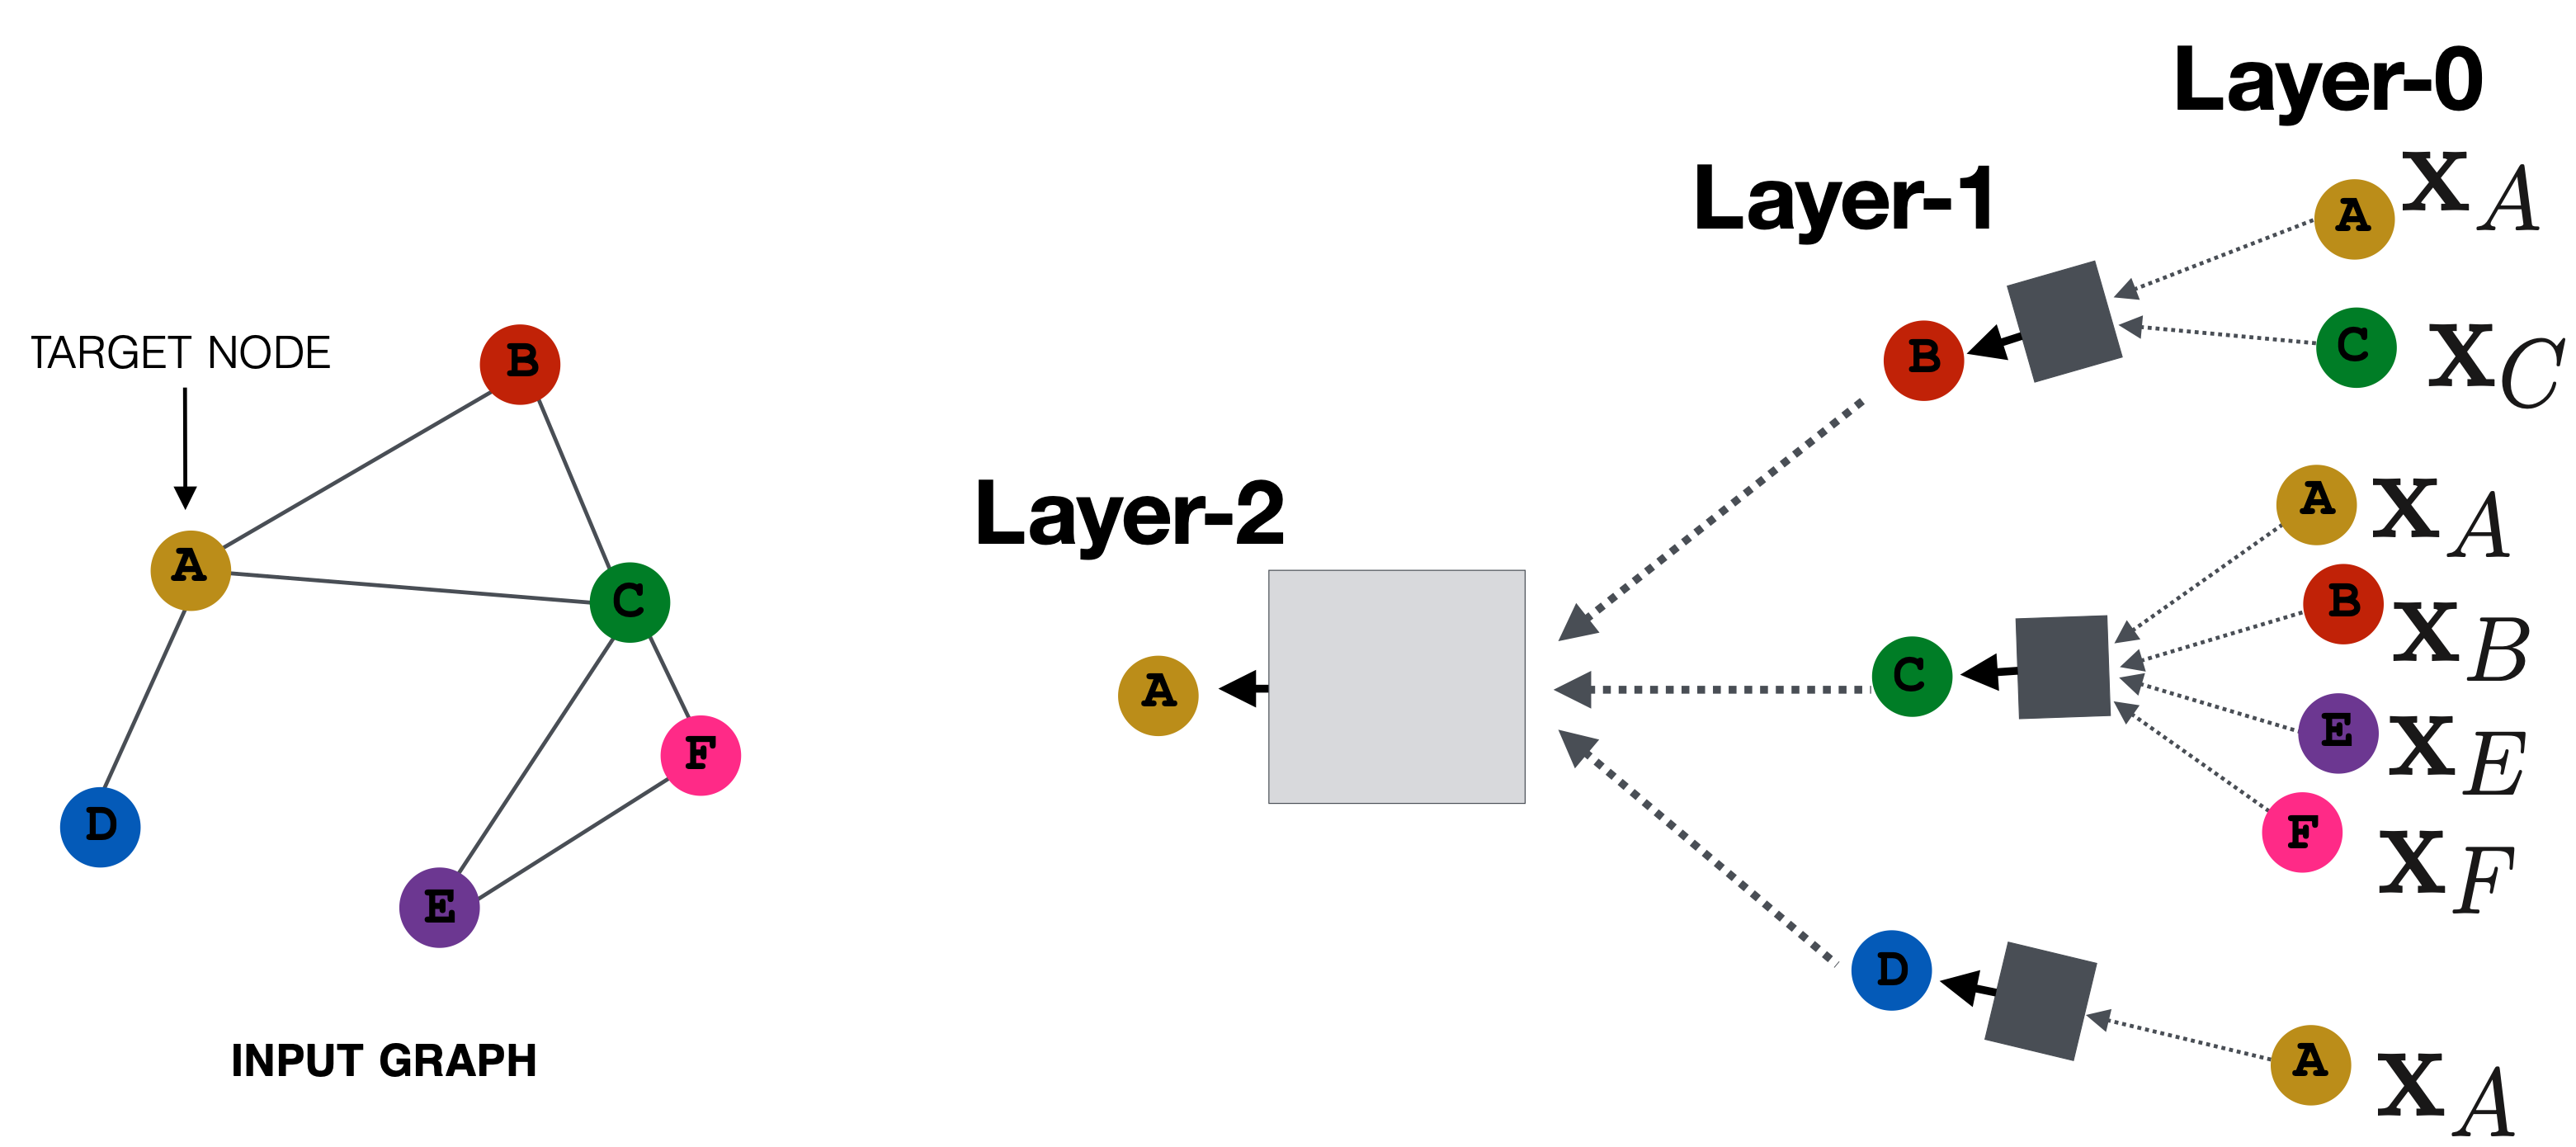 TARGET NODE
B
A
C
F
D
E
INPUT GRAPH
Layer-2
A
Layer-1
B
C
D
Layer-0
A x_A
C x_C
A x_A
B x_B
E x_E
F x_F
A x_A